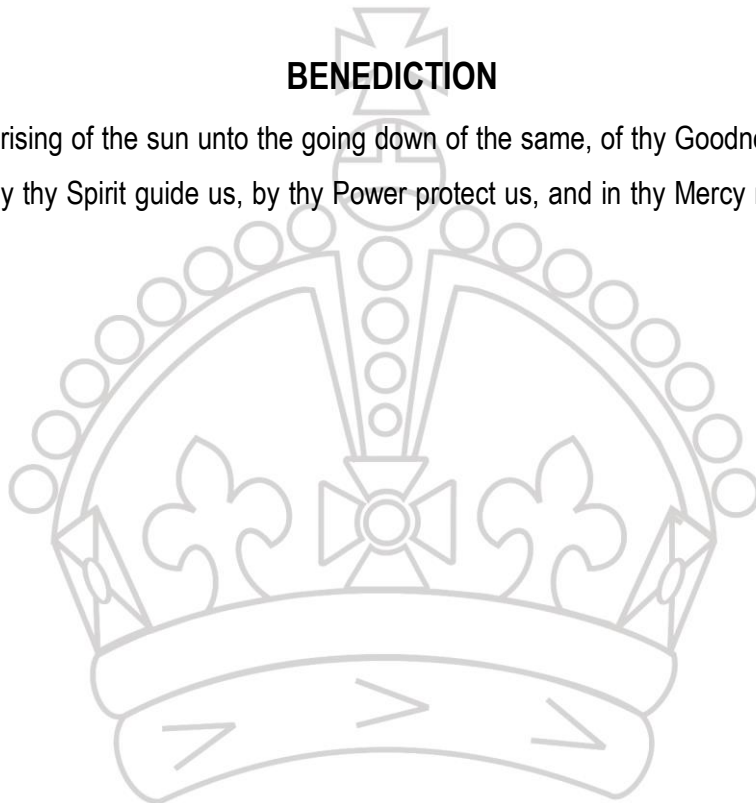 BENEDICTION
rising of the sun unto the going down of the same, of thy
thy Spirit guide us, by thy Power protect us, and in thy Mercy